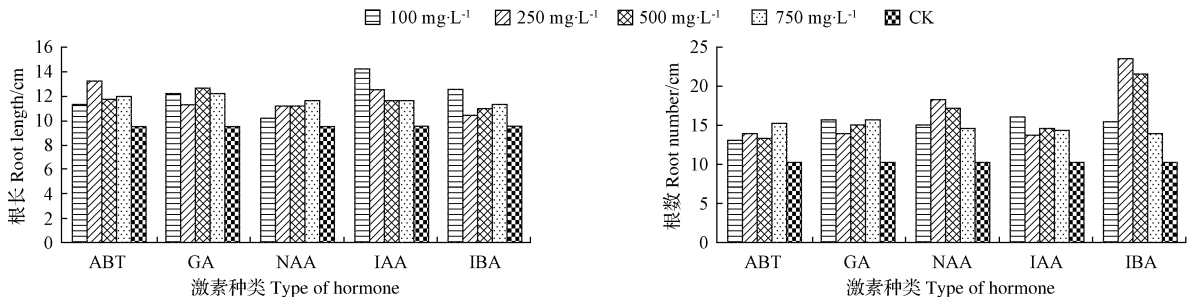 100 mg·L-1 250 mg·L-1 500 mg·L-1 750 mg·L-1 CK
根长 Root length/cm
16
14
12
10
8
6
4
2
0
ABT GA NAA IAA IBA
激素种类 Type of hormone
根数 Root number/cm
25
20
15
10
5
0
ABT GA NAA IAA IBA
激素种类 Type of hormone